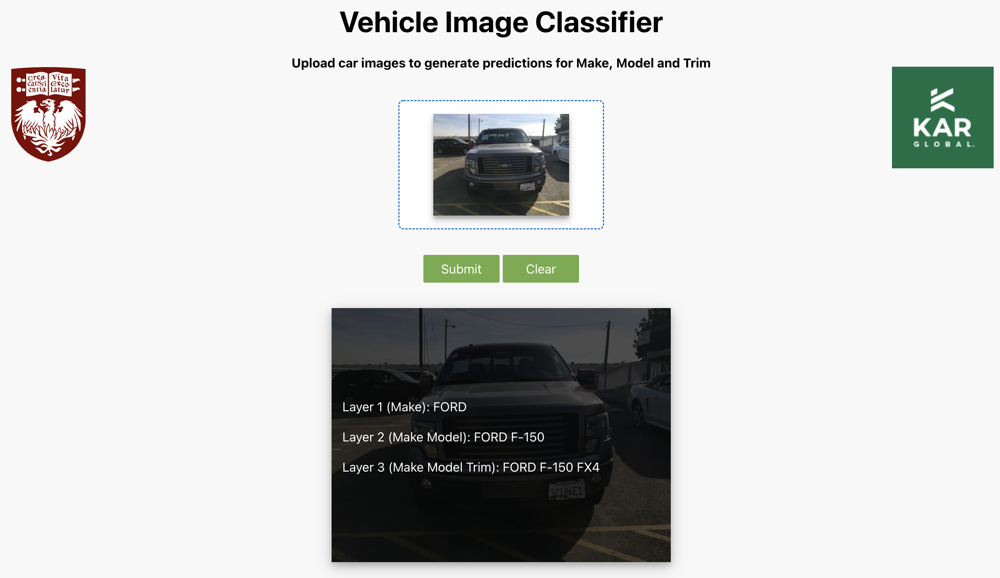 Vehicle Image Classifier
Upload car images to generate predictions for Make, Model and Trim
Cres
catSci
entia
Vita
Exco
latur
KAR
GLOBAL
Ford
32186E1
Submit
Clear
Layer 1 (Make): FORD
Layer 2 (Make Model): FORD F-150
Layer 3 (Make Model Trim): FORD F-150 FX4
MADERA
32186E1